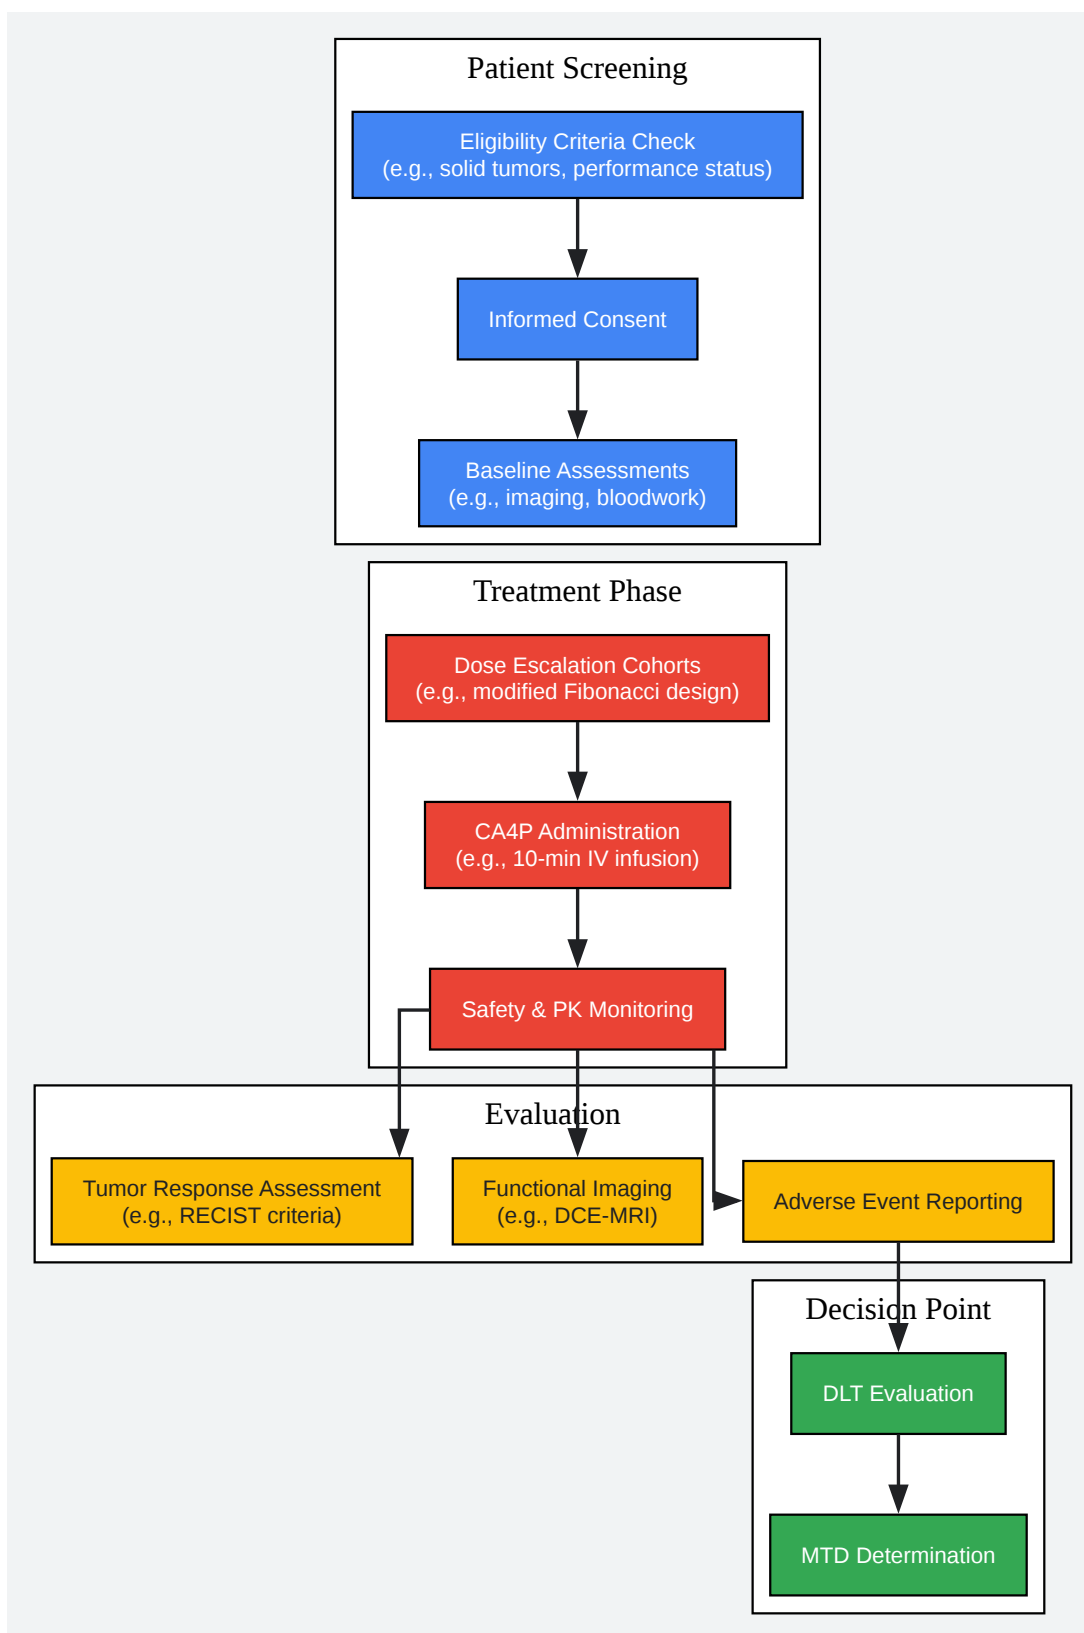 Patient Screening
Eligibility Criteria Check
(e.g., solid tumors, performance status)
Informed Consent
Baseline Assessments
(e.g., imaging, bloodwork)
Treatment Phase
Dose Escalation Cohorts
(e.g., modified Fibonacci design)
CA4P Administration
(e.g., 10-min IV infusion)
Safety & PK Monitoring
Evaluation
Tumor Response Assessment
(e.g., RECIST criteria)
Functional Imaging
(e.g., DCE-MRI)
Adverse Event Reporting
Decision Point
DLT Evaluation
MTD Determination